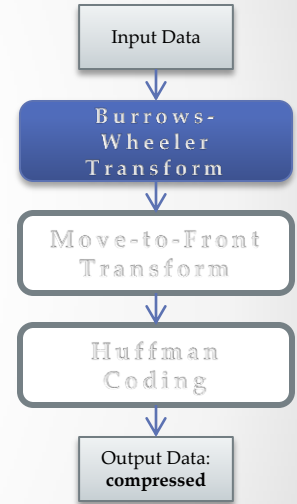 Input Data
Burrows-
Wheeler
Transform
Move-to-Front
Transform
Huffman
Coding
Output Data:
compressed